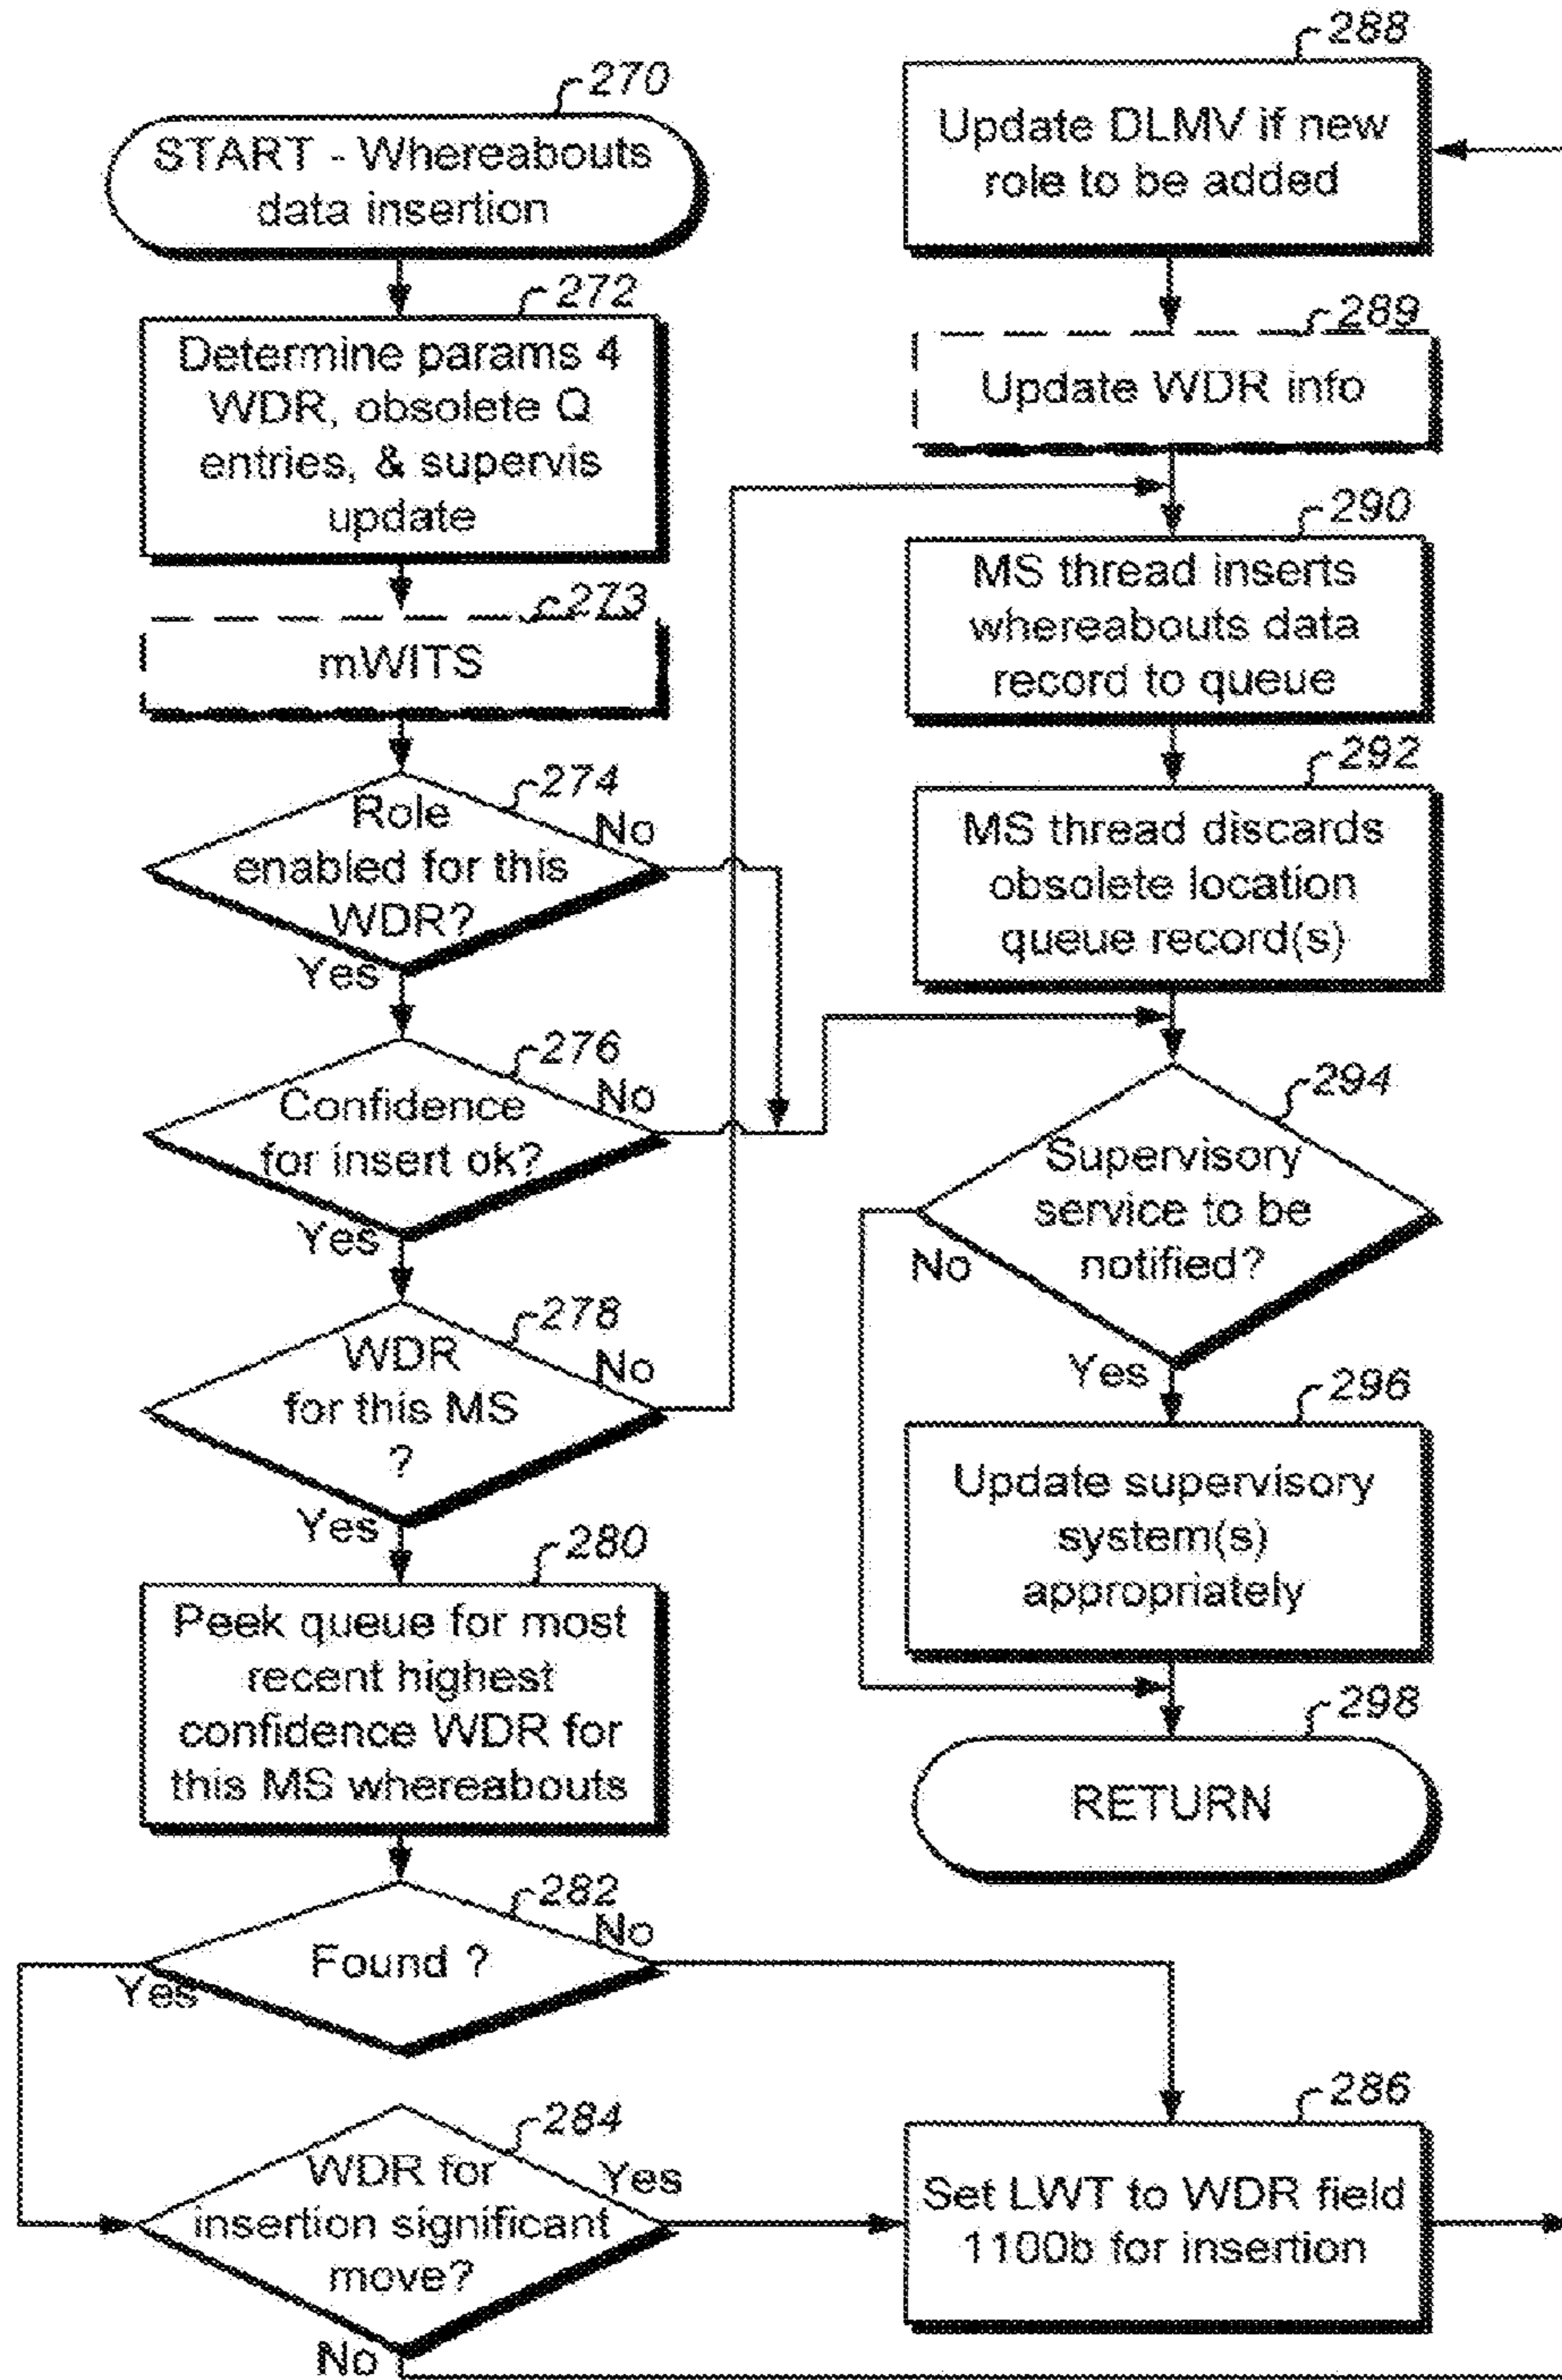 270
START - Whereabouts
data insertion
272
Determine params 4
WDR, obsolete Q
entries, & supervis
update
273
mWITS
274
Role
enabled for this
WDR?
No
Yes
276
Confidence
for insert ok?
No
Yes
278
WDR
for this MS
?
No
Yes
280
Peek queue for most
recent highest
confidence WDR for
this MS whereabouts
282
Found ?
No
Yes
284
WDR for
insertion significant
move?
Yes
No
286
Set LWT to WDR field
1100b for insertion
288
Update DLMV if new
role to be added
289
Update WDR info
290
MS thread inserts
whereabouts data
record to queue
292
MS thread discards
obsolete location
queue record(s)
294
Supervisory
service to be
notified?
No
Yes
296
Update supervisory
system(s)
appropriately
298
RETURN